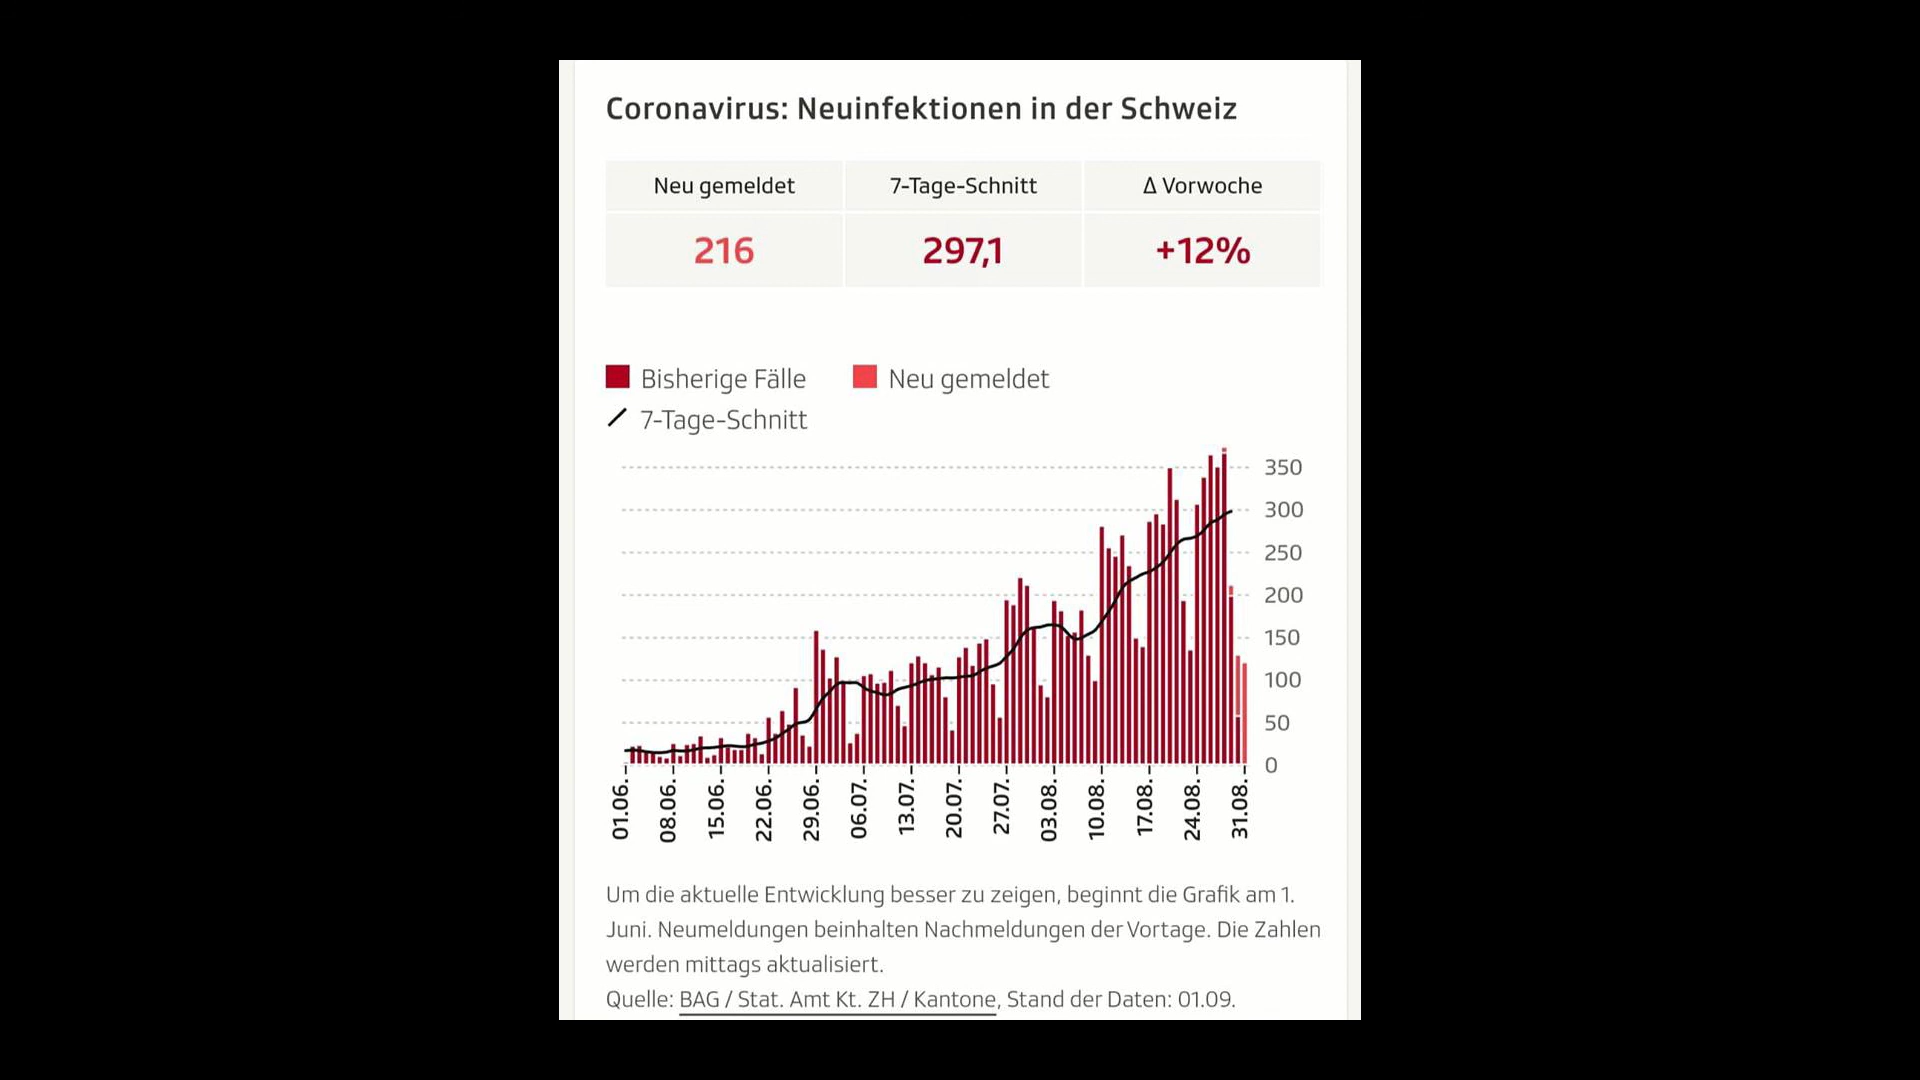 Coronavirus: Neuinfektionen in der Schweiz
Neu gemeldet 7-Tage-Schnitt Δ Vorwoche
216 297,1 +12%
Bisherige Fälle Neu gemeldet
7-Tage-Schnitt
350
300
250
200
150
100
50
0
01.06. 08.06. 15.06. 22.06. 29.06. 06.07. 13.07. 20.07. 27.07. 03.08. 10.08. 17.08. 24.08. 31.08.
Um die aktuelle Entwicklung besser zu zeigen, beginnt die Grafik am 1.
Juni. Neumeldungen beinhalten Nachmeldungen der Vortage. Die Zahlen
werden mittags aktualisiert.
Quelle: BAG / Stat. Amt Kt. ZH / Kantone, Stand der Daten: 01.09.